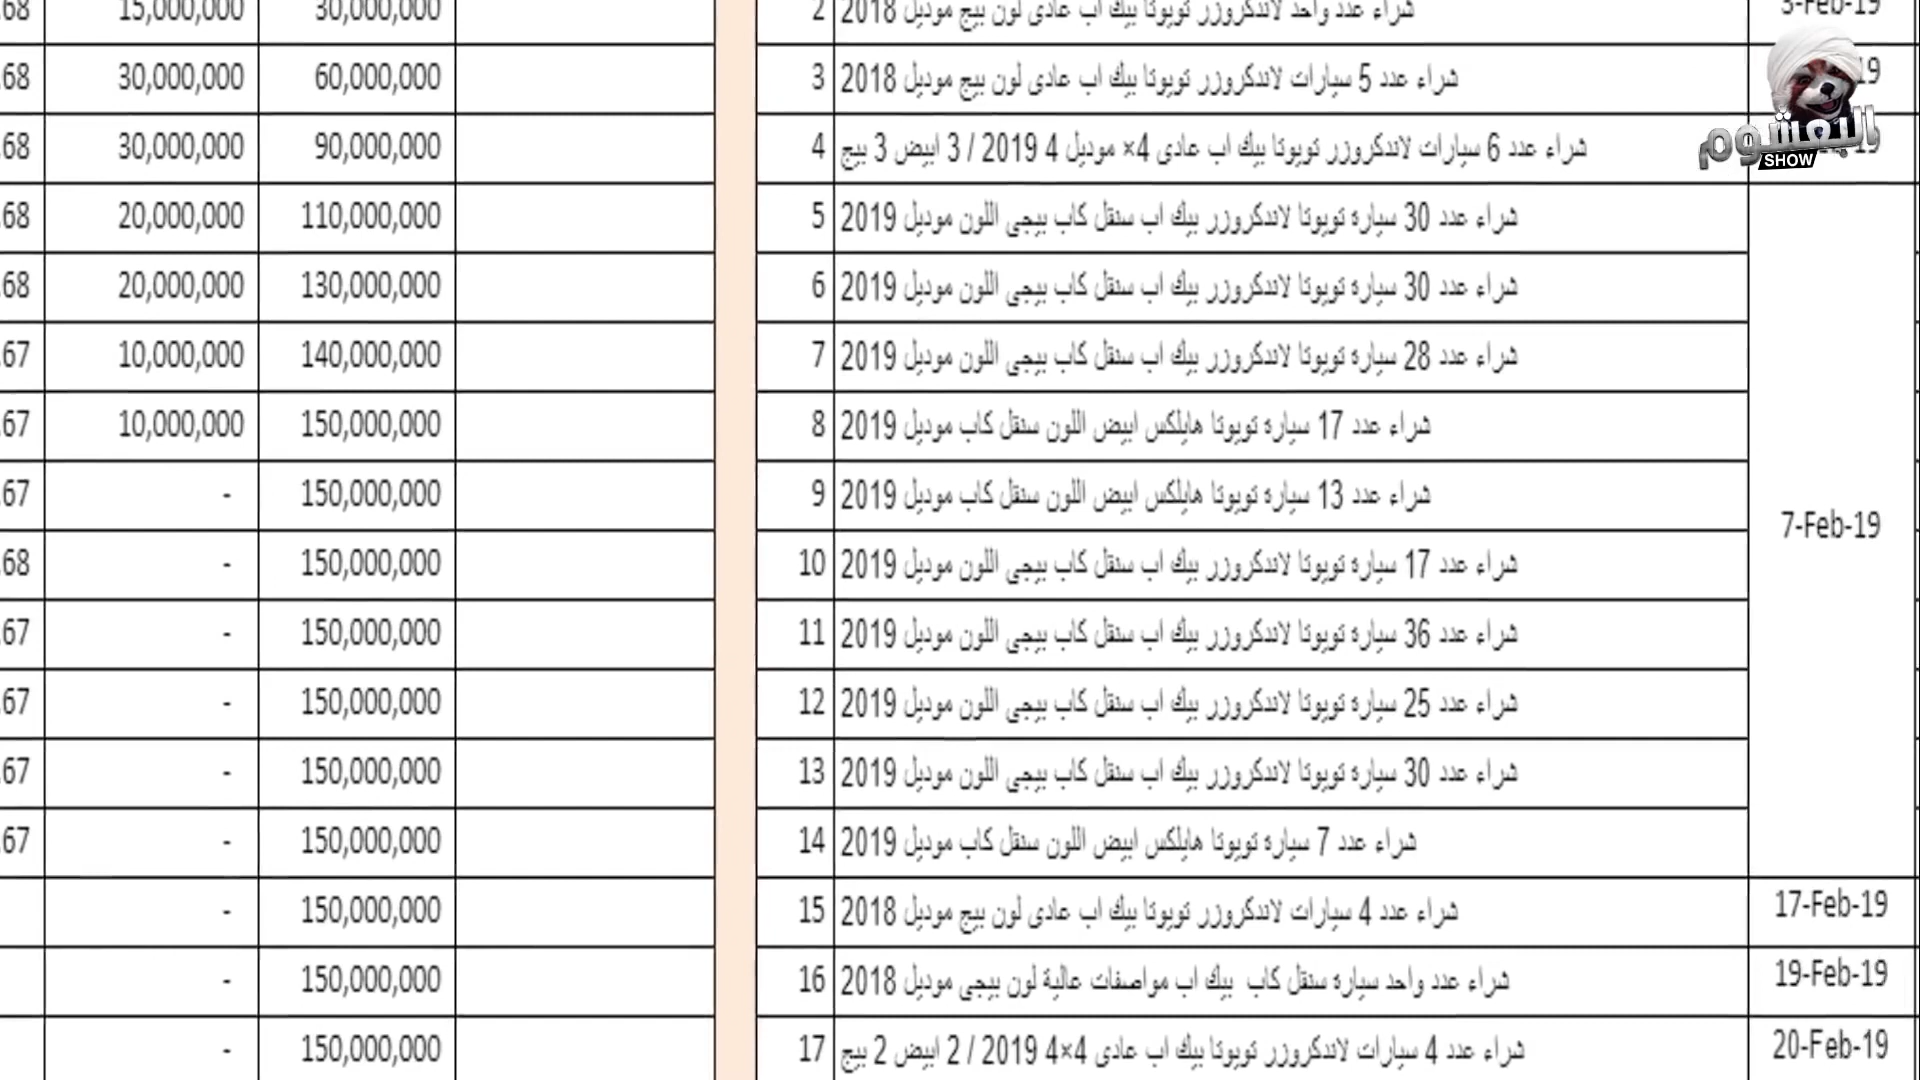 .68 15,000,000 30,000,000 2 شراء عدد واحد لاندكروزر تويوتا بيك اب عادى لون بيج موديل 2018 3-Feb-19
.68 30,000,000 60,000,000 3 شراء عدد 5 سيارات لاندكروزر تويوتا بيك اب عادى لون بيج موديل 2018 19
.68 30,000,000 90,000,000 4 شراء عدد 6 سيارات لاندكروزر تويوتا بيك اب عادى 4× موديل 4 2019 / 3 ابيض 3 بيج 19
البعشوم
SHOW
.68 20,000,000 110,000,000 5 شراء عدد 30 سياره تويوتا لاندكروزر بيك اب سنقل كاب بيجى اللون موديل 2019
.68 20,000,000 130,000,000 6 شراء عدد 30 سياره تويوتا لاندكروزر بيك اب سنقل كاب بيجى اللون موديل 2019
.67 10,000,000 140,000,000 7 شراء عدد 28 سياره تويوتا لاندكروزر بيك اب سنقل كاب بيجى اللون موديل 2019
.67 10,000,000 150,000,000 8 شراء عدد 17 سياره تويوتا هايلكس ابيض اللون سنقل كاب موديل 2019
.67 - 150,000,000 9 شراء عدد 13 سياره تويوتا هايلكس ابيض اللون سنقل كاب موديل 2019 7-Feb-19
.68 - 150,000,000 10 شراء عدد 17 سياره تويوتا لاندكروزر بيك اب سنقل كاب بيجى اللون موديل 2019
.67 - 150,000,000 11 شراء عدد 36 سياره تويوتا لاندكروزر بيك اب سنقل كاب بيجى اللون موديل 2019
.67 - 150,000,000 12 شراء عدد 25 سياره تويوتا لاندكروزر بيك اب سنقل كاب بيجى اللون موديل 2019
.67 - 150,000,000 13 شراء عدد 30 سياره تويوتا لاندكروزر بيك اب سنقل كاب بيجى اللون موديل 2019
.67 - 150,000,000 14 شراء عدد 7 سياره تويوتا هايلكس ابيض اللون سنقل كاب موديل 2019
- 150,000,000 15 شراء عدد 4 سيارات لاندكروزر تويوتا بيك اب عادى لون بيج موديل 2018 17-Feb-19
- 150,000,000 16 شراء عدد واحد سياره سنقل كاب بيك اب مواصفات عالية لون بيجى موديل 2018 19-Feb-19
- 150,000,000 17 شراء عدد 4 سيارات لاندكروزر تويوتا بيك اب عادى 4×4 2019 / 2 ابيض 2 بيج 20-Feb-19